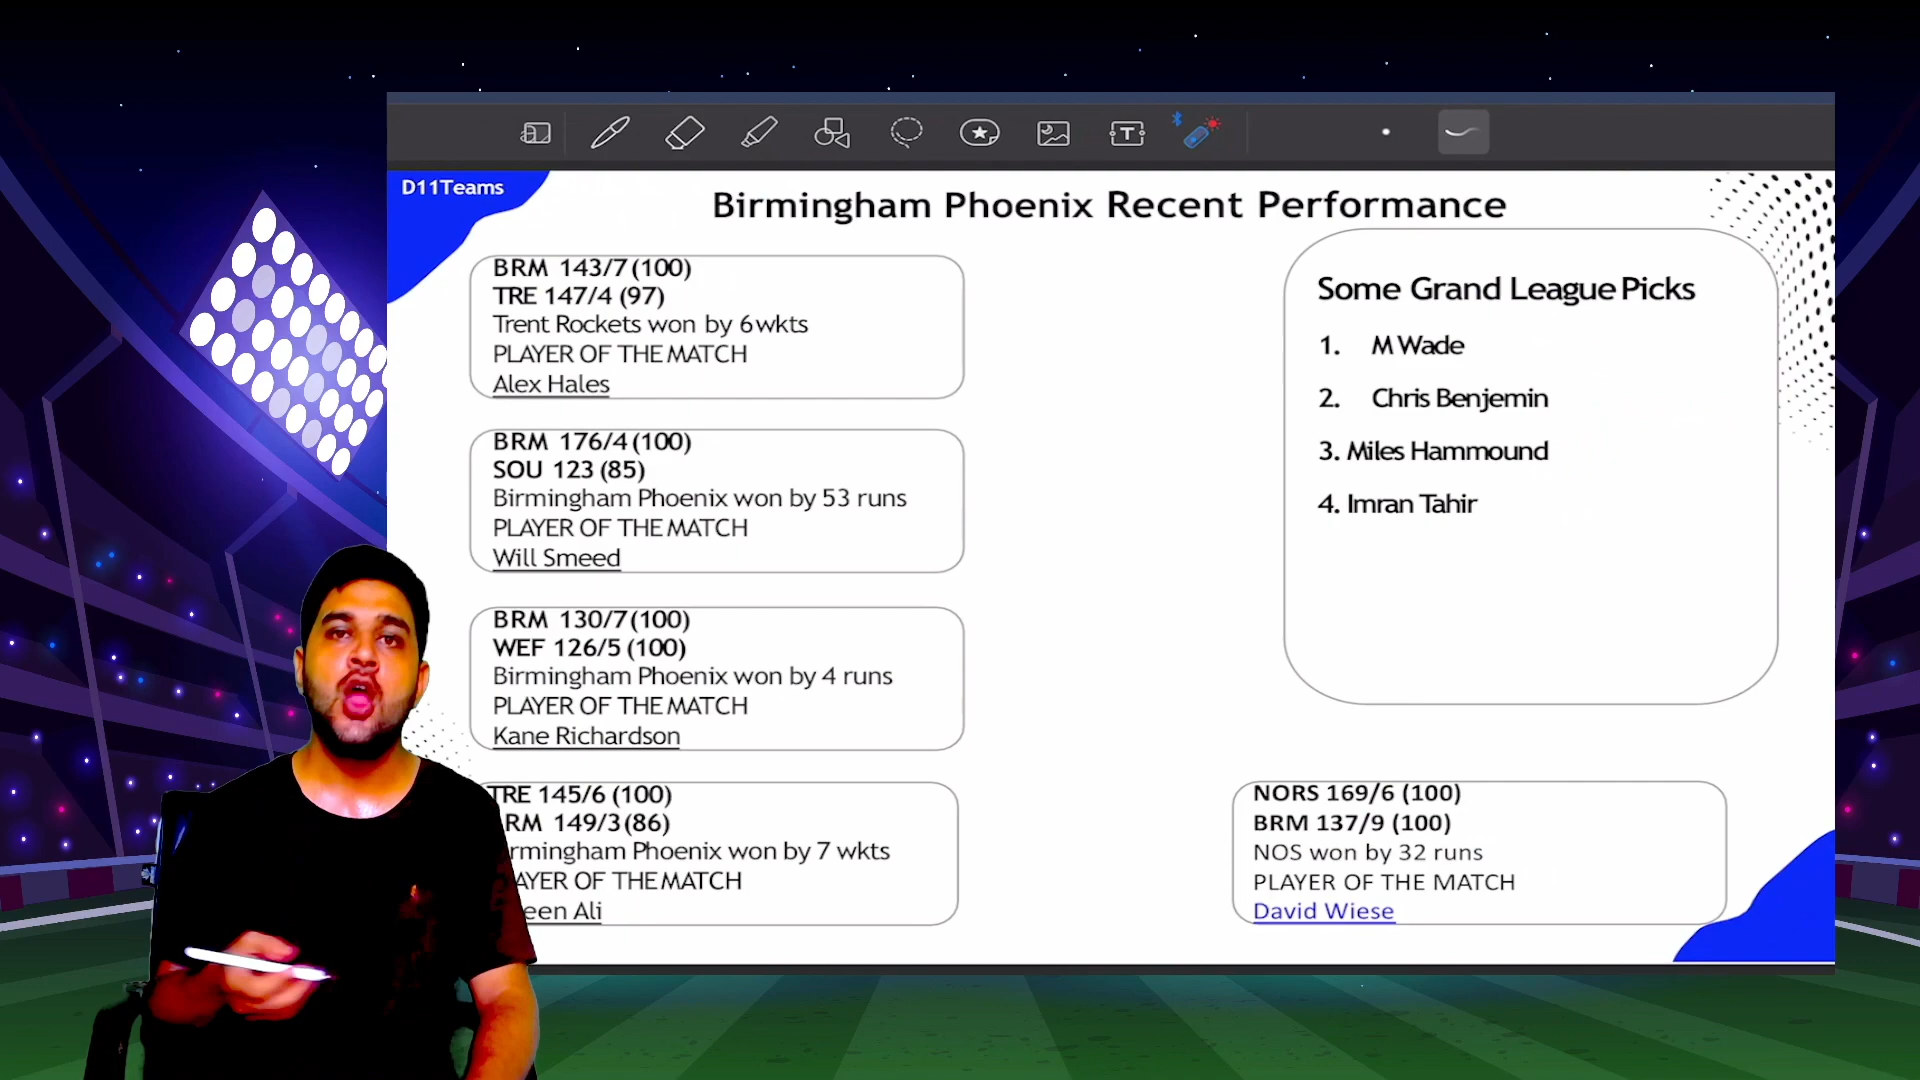 D11Teams
Birmingham Phoenix Recent Performance
BRM 143/7 (100)
TRE 147/4 (97)
Trent Rockets won by 6 wkts
PLAYER OF THE MATCH
Alex Hales
BRM 176/4 (100)
SOU 123 (85)
Birmingham Phoenix won by 53 runs
PLAYER OF THE MATCH
Will Smeed
BRM 130/7 (100)
WEF 126/5 (100)
Birmingham Phoenix won by 4 runs
PLAYER OF THE MATCH
Kane Richardson
TRE 145/6 (100)
RM 149/3 (86)
rmingham Phoenix won by 7 wkts
AYER OF THE MATCH
een Ali
Some Grand League Picks
1. M Wade
2. Chris Benjemin
3. Miles Hammound
4. Imran Tahir
NORS 169/6 (100)
BRM 137/9 (100)
NOS won by 32 runs
PLAYER OF THE MATCH
David Wiese